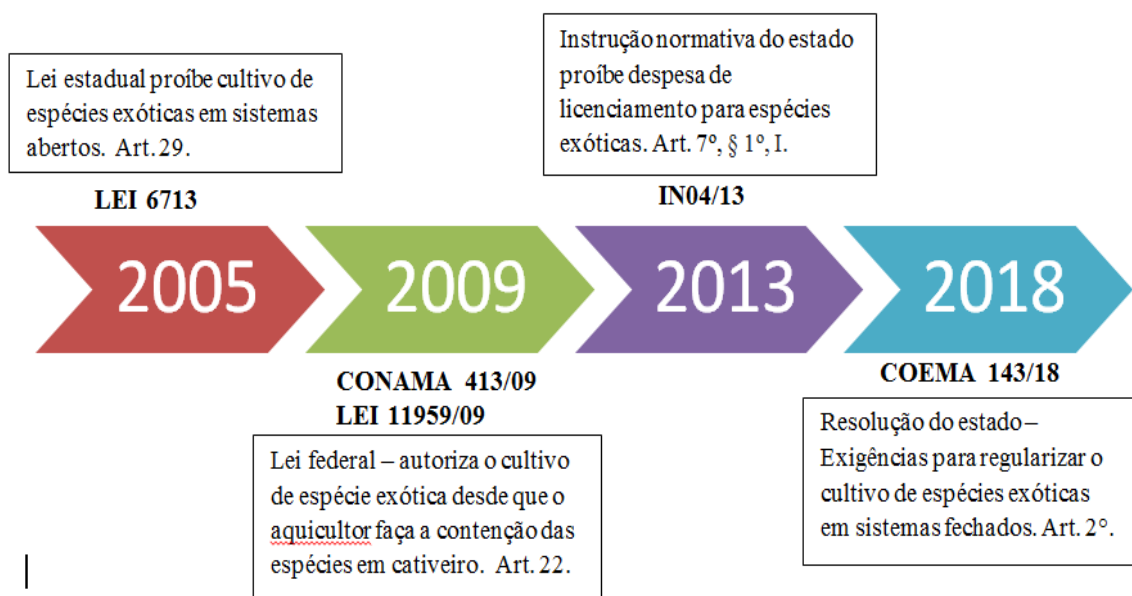 Lei estadual proíbe cultivo de
espécies exóticas em sistemas
abertos. Art. 29.
LEI 6713
Instrução normativa do estado
proíbe despesa de
licenciamento para espécies
exóticas. Art. 7º, § 1º, I.
IN04/13
2005
2009
2013
2018
CONAMA 413/09
LEI 11959/09
Lei federal – autoriza o cultivo
de espécie exótica desde que o
aquicultor faça a contenção das
espécies em cativeiro. Art. 22.
COEMA 143/18
Resolução do estado –
Exigências para regularizar o
cultivo de espécies exóticas
em sistemas fechados. Art. 2°.